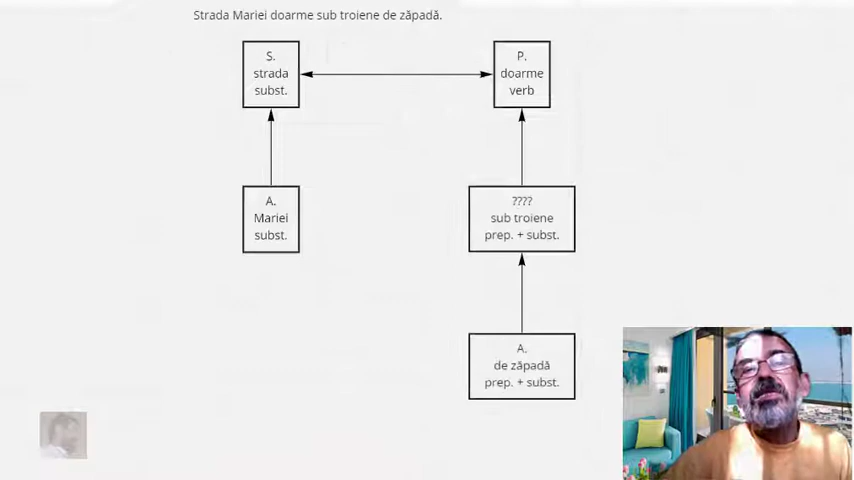 Strada Mariei doarme sub troiene de zăpadă.
S.
strada
subst.
P.
doarme
verb
A.
Mariei
subst.
????
sub troiene
prep. + subst.
A.
de zăpadă
prep. + subst.